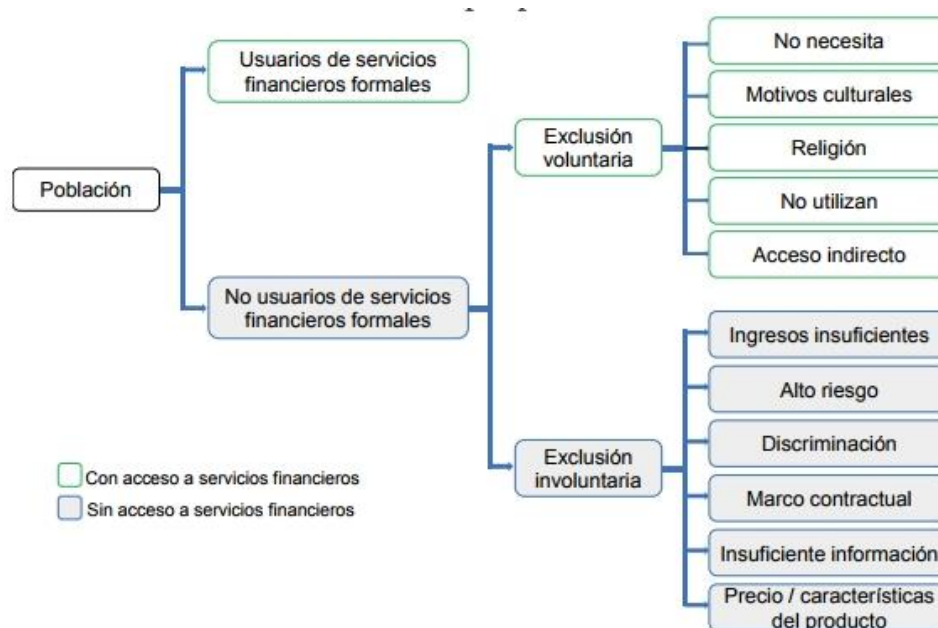 Población
Usuarios de servicios
financieros formales
No usuarios de servicios
financieros formales
Exclusión
voluntaria
No necesita
Motivos culturales
Religión
No utilizan
Acceso indirecto
Exclusión
involuntaria
Ingresos insuficientes
Alto riesgo
Discriminación
Marco contractual
Insuficiente información
Precio / características
del producto
Con acceso a servicios financieros
Sin acceso a servicios financieros